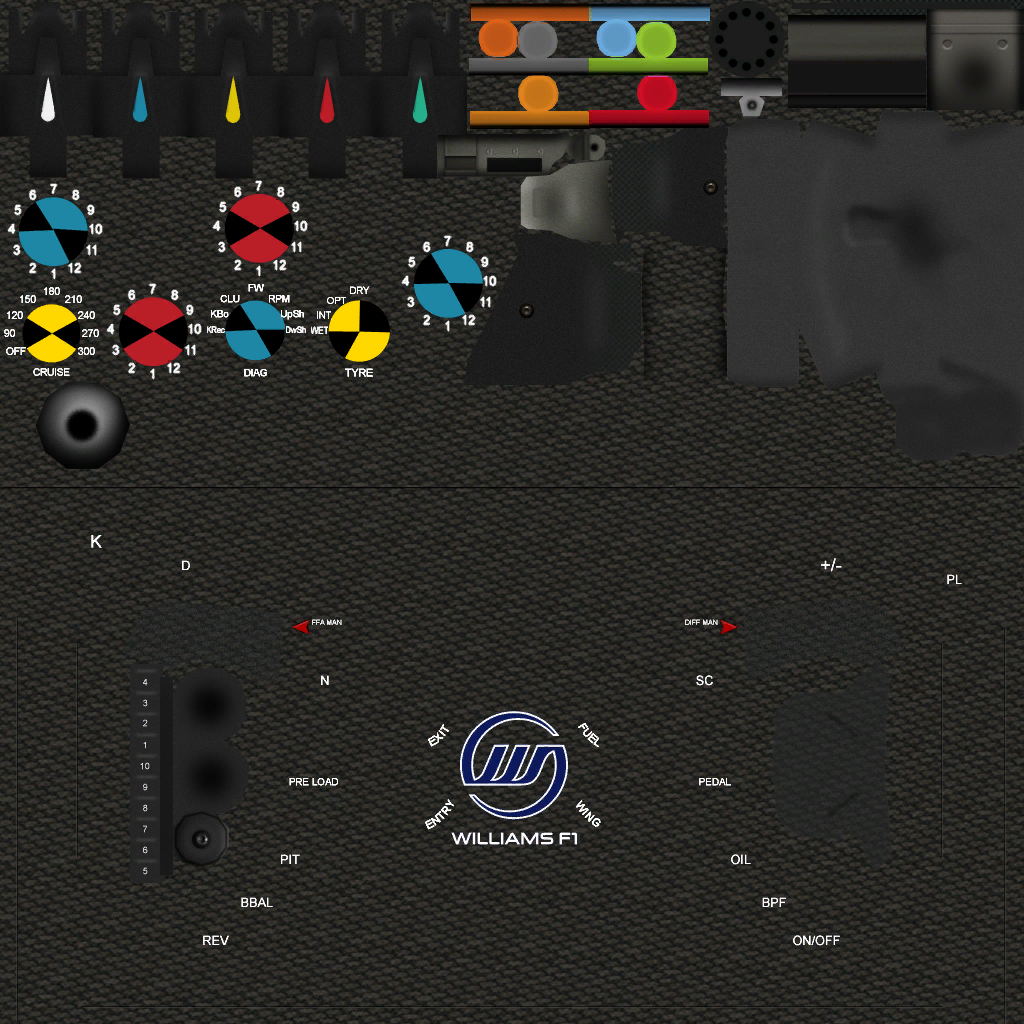 7
6 8
5 9
4 10
3 11
2 12
1
7
6 8
5 9
4 10
3 11
2 12
1
7
6 8
5 9
4 10
3 11
2 12
1
180
150 210
120 240
90 270
OFF 300
CRUISE
7
6 8
5 9
4 10
3 11
2 12
1
FW
CLU RPM
KBo UpSh
KRec DwSh
DIAG
DRY
OPT
INT
WET
TYRE
K
D
+/-
PL
FFA MAN
DIFF MAN
N
SC
4
3
2
1
10
9
8
7
6
5
EXIT
FUEL
PRE LOAD
PEDAL
ENTRY
WING
WILLIAMS F1
PIT
OIL
BBAL
BPF
REV
ON/OFF